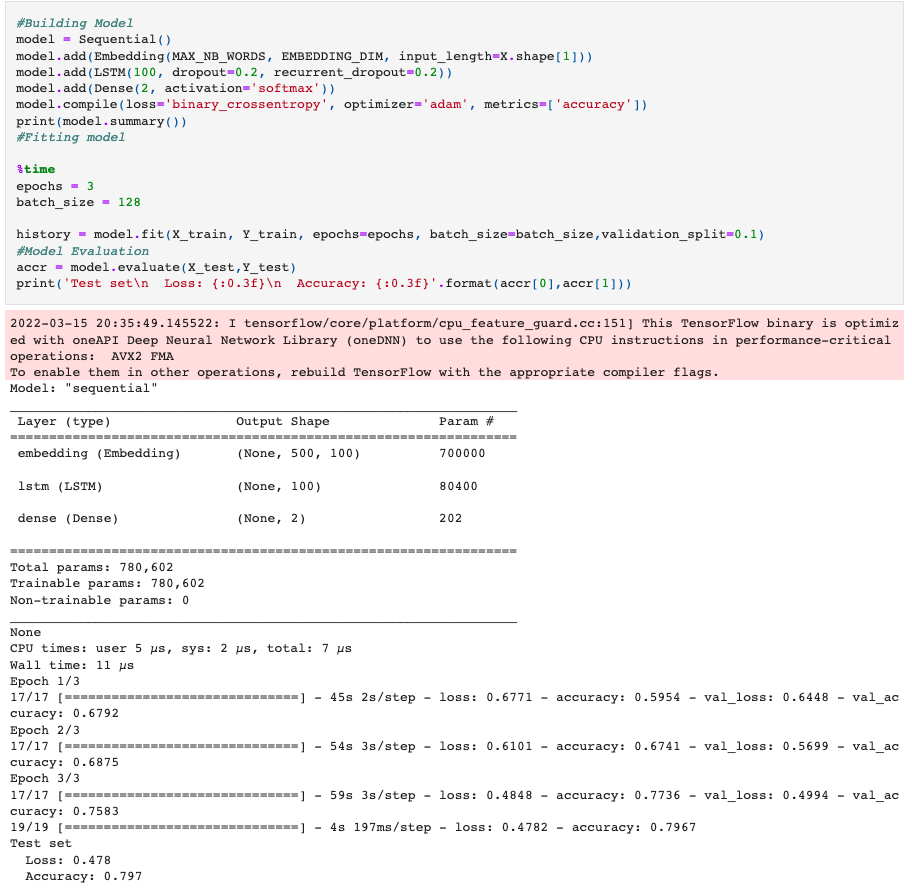 #Building Model
model = Sequential()
model.add(Embedding(MAX_NB_WORDS, EMBEDDING_DIM, input_length=X.shape[1]))
model.add(LSTM(100, dropout=0.2, recurrent_dropout=0.2))
model.add(Dense(2, activation='softmax'))
model.compile(loss='binary_crossentropy', optimizer='adam', metrics=['accuracy'])
print(model.summary())
#Fitting model
%time
epochs = 3
batch_size = 128
history = model.fit(X_train, Y_train, epochs=epochs, batch_size=batch_size,validation_split=0.1)
#Model Evaluation
accr = model.evaluate(X_test,Y_test)
print('Test set\n  Loss: {:0.3f}\n  Accuracy: {:0.3f}'.format(accr[0],accr[1]))
2022-03-15 20:35:49.145522: I tensorflow/core/platform/cpu_feature_guard.cc:151] This TensorFlow binary is optimiz
ed with oneAPI Deep Neural Network Library (oneDNN) to use the following CPU instructions in performance-critical
operations:  AVX2 FMA
To enable them in other operations, rebuild TensorFlow with the appropriate compiler flags.
Model: "sequential"
_________________________________________________________________
Layer (type)                Output Shape              Param #
=================================================================
embedding (Embedding)       (None, 500, 100)          700000
lstm (LSTM)                 (None, 100)               80400
dense (Dense)               (None, 2)                 202
=================================================================
Total params: 780,602
Trainable params: 780,602
Non-trainable params: 0
_________________________________________________________________
None
CPU times: user 5 µs, sys: 2 µs, total: 7 µs
Wall time: 11 µs
Epoch 1/3
17/17 [==============================] - 45s 2s/step - loss: 0.6771 - accuracy: 0.5954 - val_loss: 0.6448 - val_ac
curacy: 0.6792
Epoch 2/3
17/17 [==============================] - 54s 3s/step - loss: 0.6101 - accuracy: 0.6741 - val_loss: 0.5699 - val_ac
curacy: 0.6875
Epoch 3/3
17/17 [==============================] - 59s 3s/step - loss: 0.4848 - accuracy: 0.7736 - val_loss: 0.4994 - val_ac
curacy: 0.7583
19/19 [==============================] - 4s 197ms/step - loss: 0.4782 - accuracy: 0.7967
Test set
  Loss: 0.478
  Accuracy: 0.797